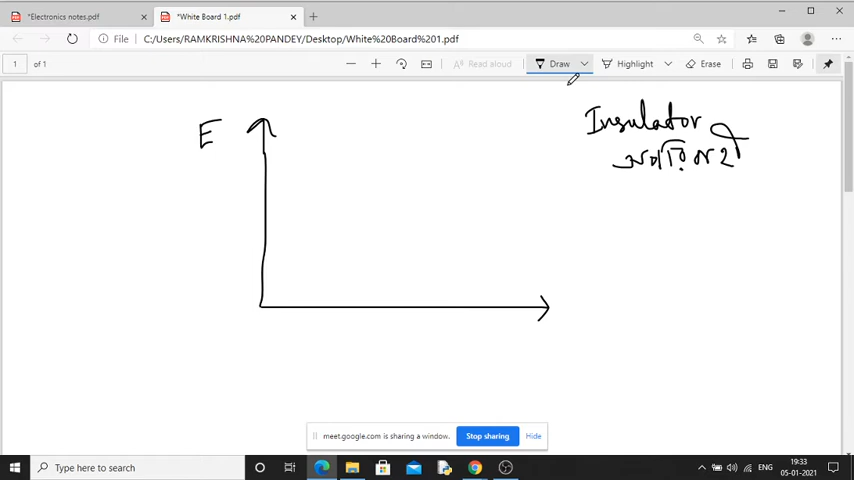 *Electronics notes.pdf
*White Board 1.pdf
File C:/Users/RAMKRISHNA%20PANDEY/Desktop/White%20Board%201.pdf
1 of 1
Read aloud
Draw
Highlight
Erase
Insulator
E
meet.google.com is sharing a window.
Stop sharing
Hide
Type here to search
ENG
19:33
05-01-2021